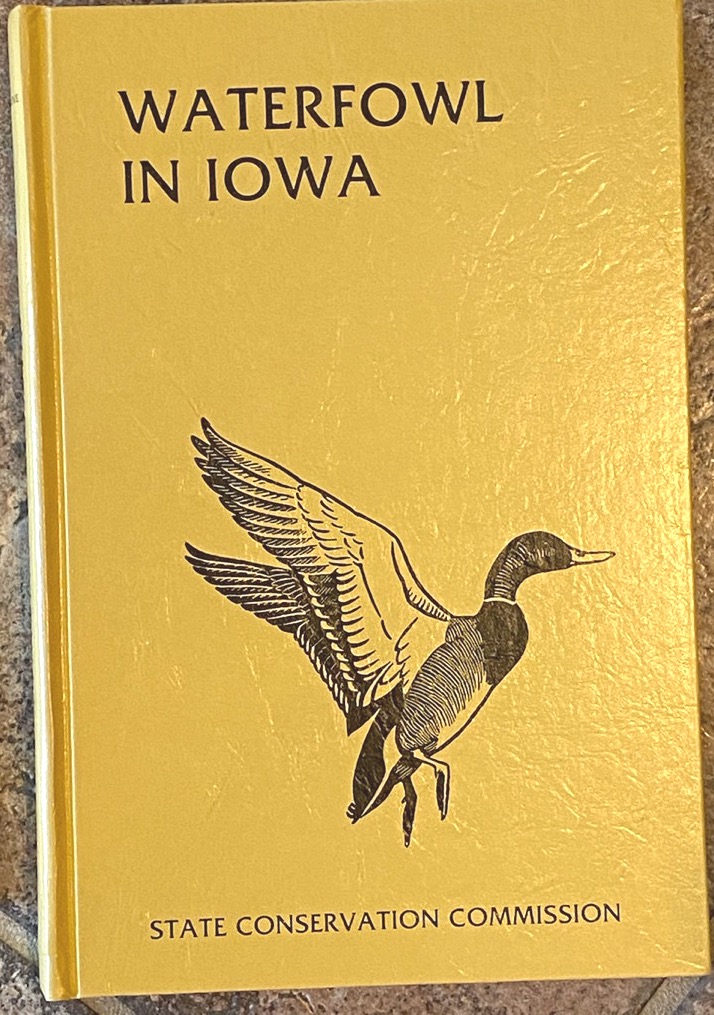 WATERFOWL
IN IOWA
STATE CONSERVATION COMMISSION